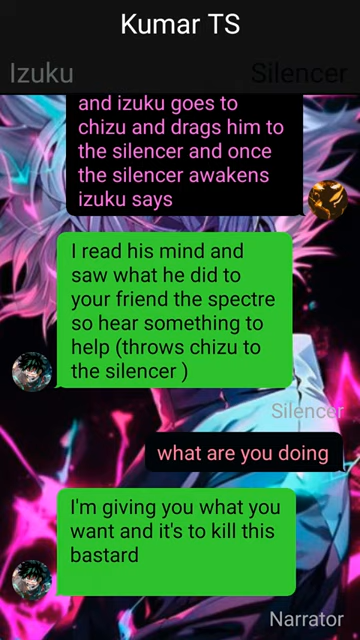 Kumar TS
Izuku
Silencer
and izuku goes to
chizu and drags him to
the silencer and once
the silencer awakens
izuku says
I read his mind and
saw what he did to
your friend the spectre
so hear something to
help (throws chizu to
the silencer )
Silencer
what are you doing
I'm giving you what you
want and it's to kill this
bastard
Narrator